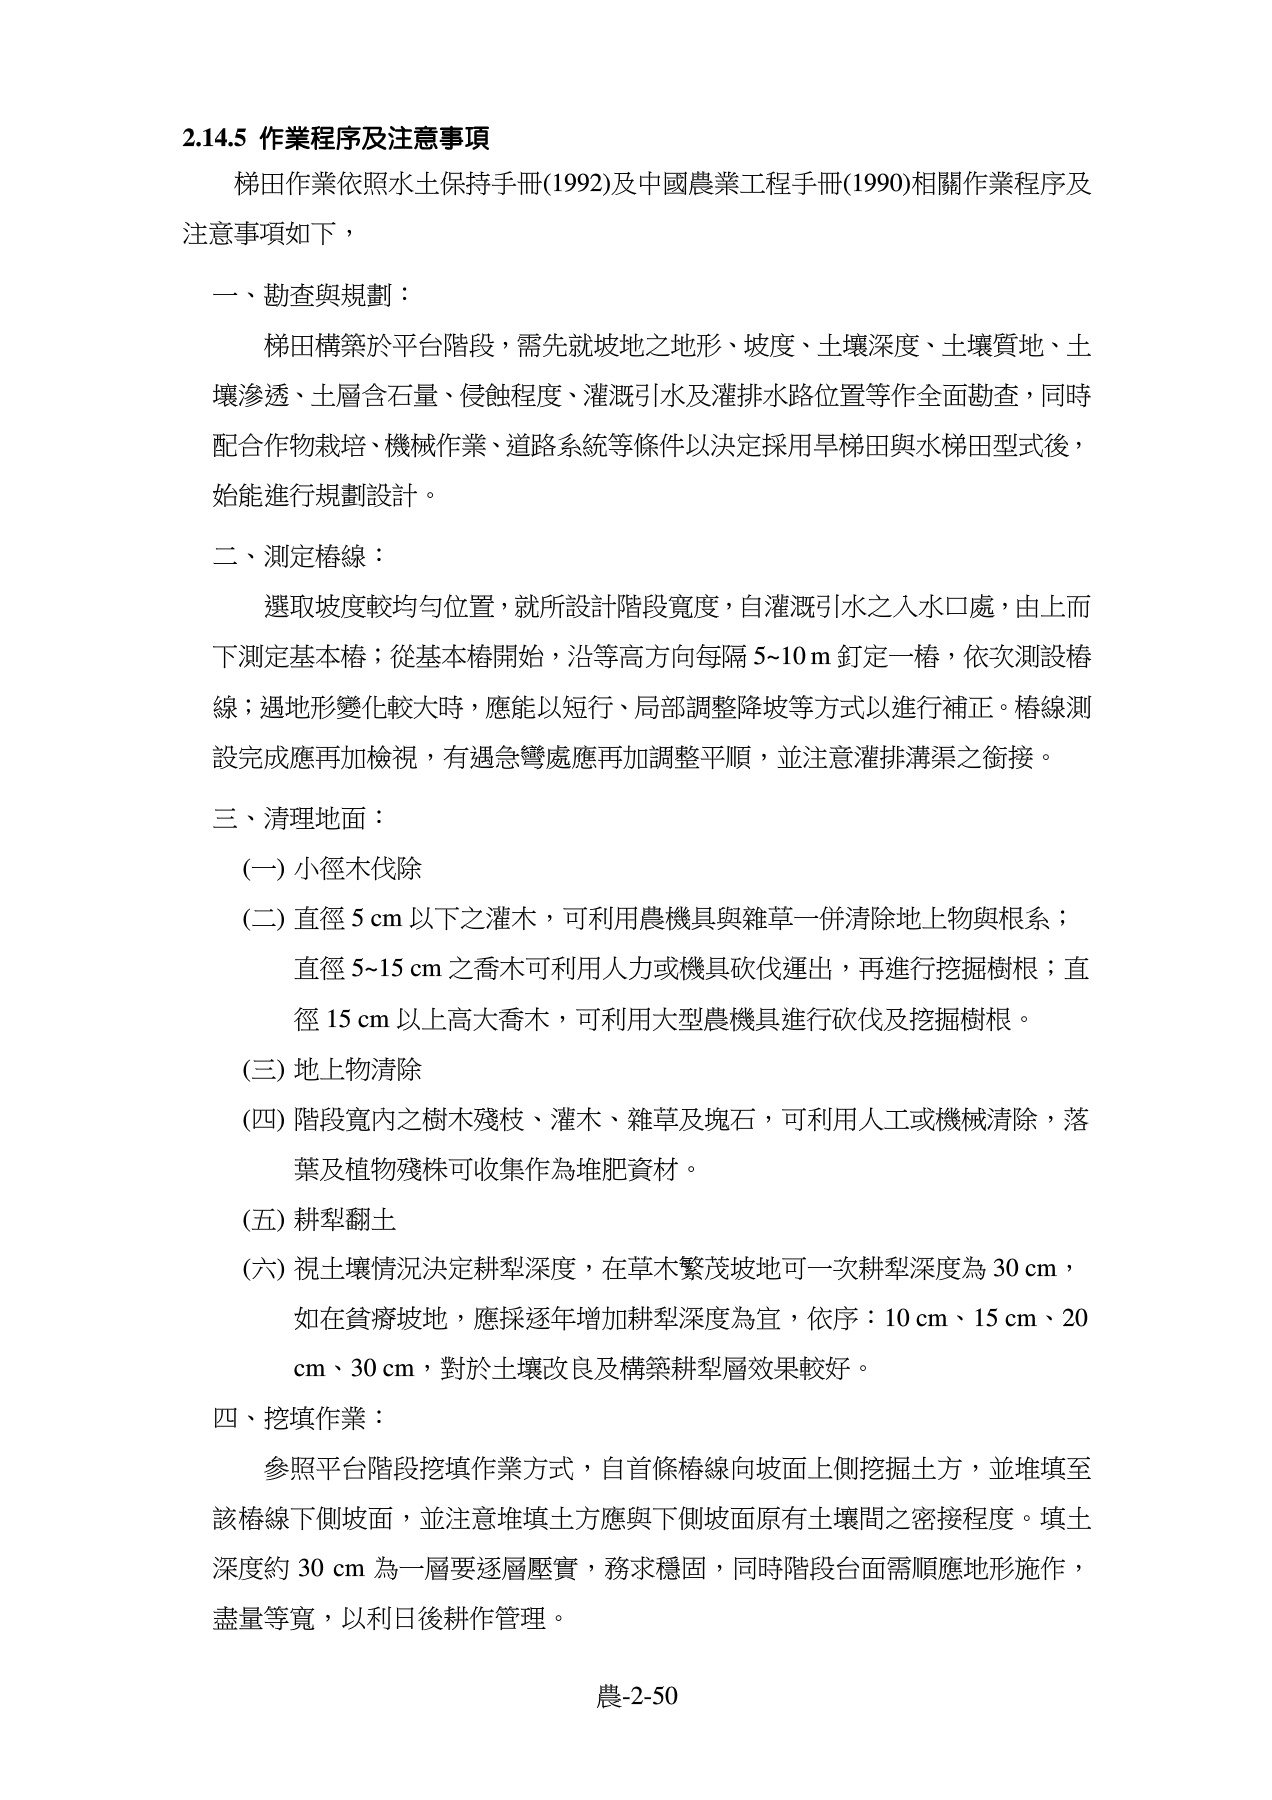 2.14.5 作業程序及注意事項
梯田作業依照水土保持手冊(1992)及中國農業工程手冊(1990)相關作業程序及
注意事項如下，
一、勘查與規劃：
梯田構築於平台階段，需先就坡地之地形、坡度、土壤深度、土壤質地、土
壤滲透、土層含石量、侵蝕程度、灌溉引水及灌排水路位置等作全面勘查，同時
配合作物栽培、機械作業、道路系統等條件以決定採用旱梯田與水梯田型式後，
始能進行規劃設計。
二、測定樁線：
選取坡度較均勻位置，就所設計階段寬度，自灌溉引水之入水口處，由上而
下測定基本樁；從基本樁開始，沿等高方向每隔 5~10 m 釘定一樁，依次測設樁
線；遇地形變化較大時，應能以短行、局部調整降坡等方式以進行補正。樁線測
設完成應再加檢視，有遇急彎處應再加調整平順，並注意灌排溝渠之銜接。
三、清理地面：
(一) 小徑木伐除
(二) 直徑 5 cm 以下之灌木，可利用農機具與雜草一併清除地上物與根系；
直徑 5~15 cm 之喬木可利用人力或機具砍伐運出，再進行挖掘樹根；直
徑 15 cm 以上高大喬木，可利用大型農機具進行砍伐及挖掘樹根。
(三) 地上物清除
(四) 階段寬內之樹木殘枝、灌木、雜草及塊石，可利用人工或機械清除，落
葉及植物殘株可收集作為堆肥資材。
(五) 耕犁翻土
(六) 視土壤情況決定耕犁深度，在草木繁茂坡地可一次耕犁深度為 30 cm，
如在貧瘠坡地，應採逐年增加耕犁深度為宜，依序：10 cm、15 cm、20
cm、30 cm，對於土壤改良及構築耕犁層效果較好。
四、挖填作業：
參照平台階段挖填作業方式，自首條樁線向坡面上側挖掘土方，並堆填至
該樁線下側坡面，並注意堆填土方應與下側坡面原有土壤間之密接程度。填土
深度約 30 cm 為一層要逐層壓實，務求穩固，同時階段台面需順應地形施作，
盡量等寬，以利日後耕作管理。
農-2-50